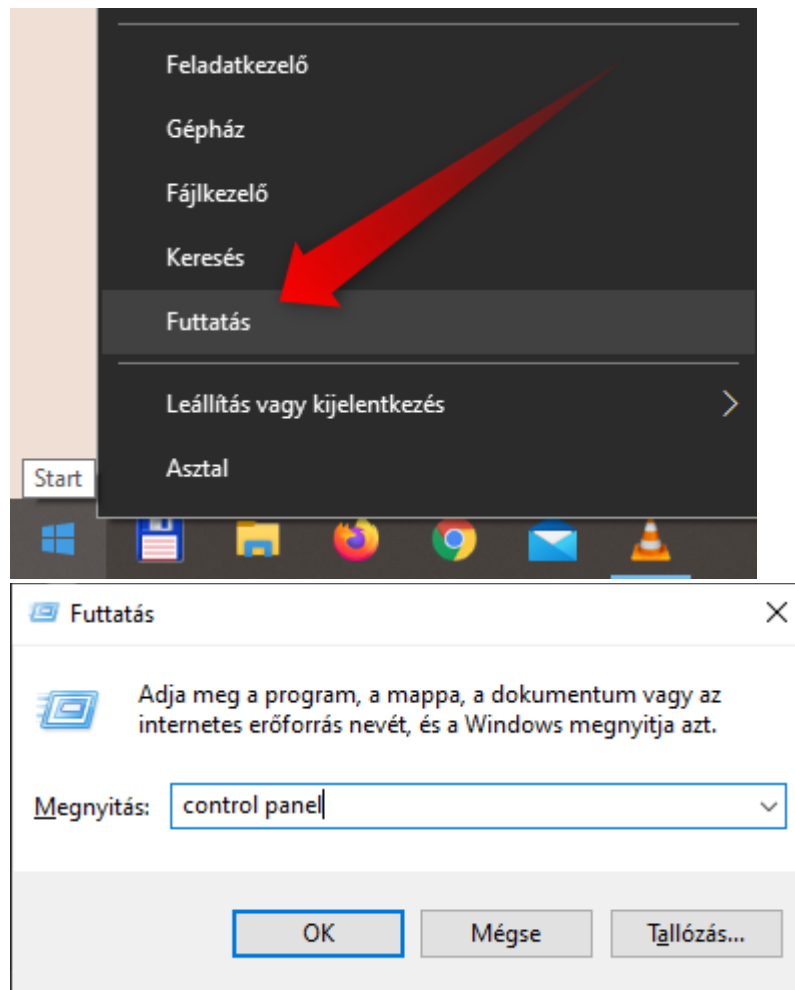 Feladatkezelő
Gépház
Fájlkezelő
Keresés
Futtatás
Leállítás vagy kijelentkezés
Asztal
Start
Futtatás
Adja meg a program, a mappa, a dokumentum vagy az
internetes erőforrás nevét, és a Windows megnyitja azt.
Megnyitás: control panel
OK Mégse Tallózás...